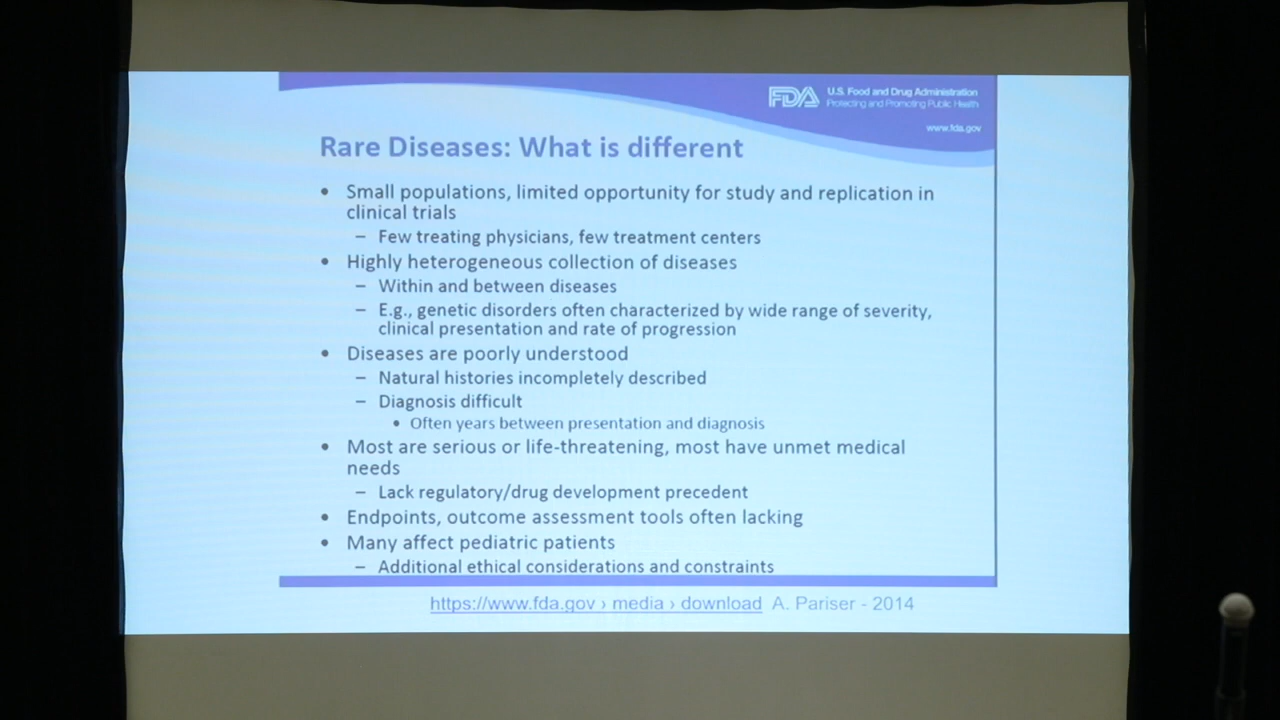 FDA
U.S. Food and Drug Administration
Protecting and Promoting Public Health
www.fda.gov
Rare Diseases: What is different
• Small populations, limited opportunity for study and replication in
clinical trials
– Few treating physicians, few treatment centers
• Highly heterogeneous collection of diseases
– Within and between diseases
– E.g., genetic disorders often characterized by wide range of severity,
clinical presentation and rate of progression
• Diseases are poorly understood
– Natural histories incompletely described
– Diagnosis difficult
• Often years between presentation and diagnosis
• Most are serious or life-threatening, most have unmet medical
needs
– Lack regulatory/drug development precedent
• Endpoints, outcome assessment tools often lacking
• Many affect pediatric patients
– Additional ethical considerations and constraints
https://www.fda.gov › media › download A. Pariser - 2014